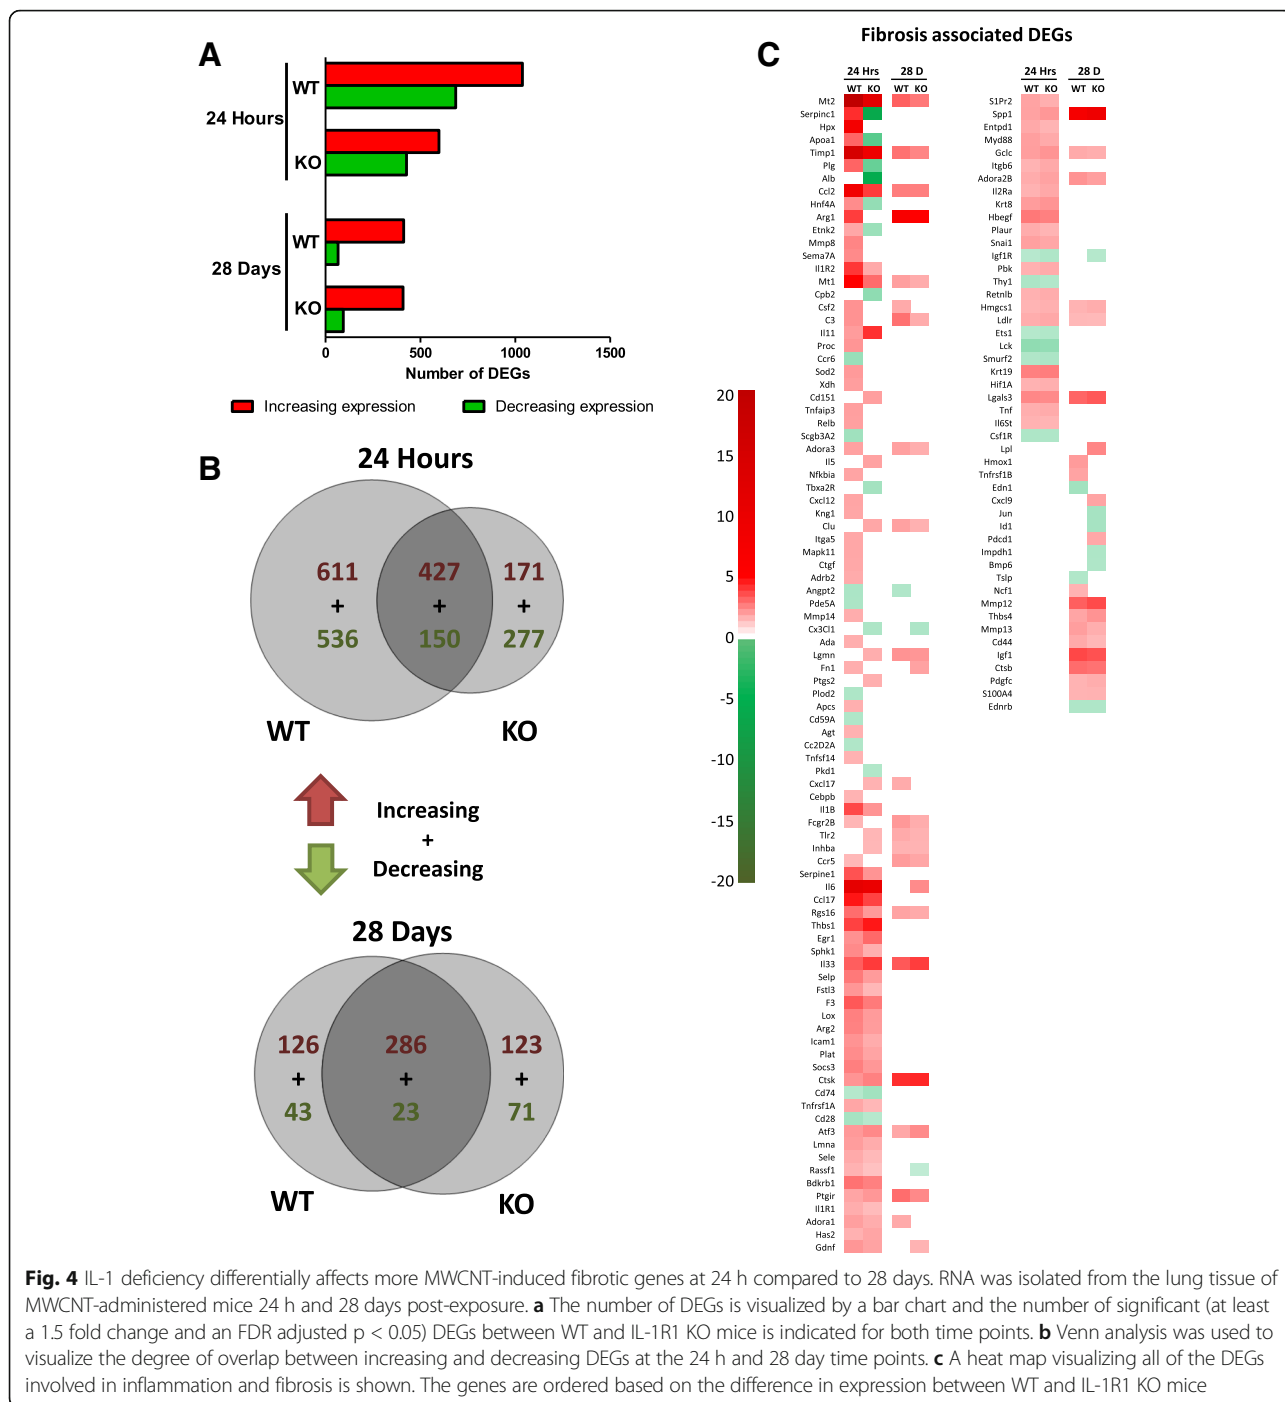 A
WT
24 Hours
KO
WT
28 Days
KO
0 500 1000 1500
Number of DEGs
Increasing expression Decreasing expression
B
24 Hours
611 427 171
+ + +
536 150 277
WT KO
Increasing
+
Decreasing
28 Days
126 286 123
+ + +
43 23 71
WT KO
C
Fibrosis associated DEGs
20
15
10
5
0
-5
-10
-15
-20
24 Hrs 28 D
WT KO WT KO
Mt2
Serpinc1
Hpx
Apoa1
Timp1
Plg
Alb
Ccl2
Hnf4A
Arg1
Etnk2
Mmp8
Sema7A
Il1R2
Mt1
Cpb2
Csf2
C3
Il11
Proc
Ccr6
Sod2
Xdh
Cd151
Tnfaip3
Relb
Scgb3A2
Adora3
Il5
Nfkbia
Tbxa2R
Cxcl12
Kng1
Clu
Itga5
Mapk11
Ctgf
Adrb2
Angpt2
Pde5A
Mmp14
Cx3Cl1
Ada
Lgmn
Fn1
Ptgs2
Plod2
Apcs
Cd59A
Agt
Cc2D2A
Tnfsf14
Pkd1
Cxcl17
Cebpb
Il1B
Fcgr2B
Tlr2
Inhba
Ccr5
Serpine1
Il6
Ccl17
Rgs16
Thbs1
Egr1
Sphk1
Il33
Selp
Fstl3
F3
Lox
Arg2
Icam1
Plat
Socs3
Ctsk
Cd74
Tnfrsf1A
Cd28
Atf3
Lmna
Sele
Rassf1
Bdkrb1
Ptgir
Il1R1
Adora1
Has2
Gdnf
24 Hrs 28 D
WT KO WT KO
S1Pr2
Spp1
Entpd1
Myd88
Gclc
Itgb6
Adora2B
Il2Ra
Krt8
Hbegf
Plaur
Snai1
Igf1R
Pbk
Thy1
Retnlb
Hmgcs1
Ldlr
Ets1
Lck
Smurf2
Krt19
Hif1A
Lgals3
Tnf
Il6St
Csf1R
Lpl
Hmox1
Tnfrsf1B
Edn1
Cxcl9
Jun
Id1
Pdcd1
Impdh1
Bmp6
Tslp
Ncf1
Mmp12
Thbs4
Mmp13
Cd44
Igf1
Ctsb
Pdgfc
S100A4
Ednrb
Fig. 4 IL-1 deficiency differentially affects more MWCNT-induced fibrotic genes at 24 h compared to 28 days. RNA was isolated from the lung tissue of
MWCNT-administered mice 24 h and 28 days post-exposure. a The number of DEGs is visualized by a bar chart and the number of significant (at least
a 1.5 fold change and an FDR adjusted p < 0.05) DEGs between WT and IL-1R1 KO mice is indicated for both time points. b Venn analysis was used to
visualize the degree of overlap between increasing and decreasing DEGs at the 24 h and 28 day time points. c A heat map visualizing all of the DEGs
involved in inflammation and fibrosis is shown. The genes are ordered based on the difference in expression between WT and IL-1R1 KO mice